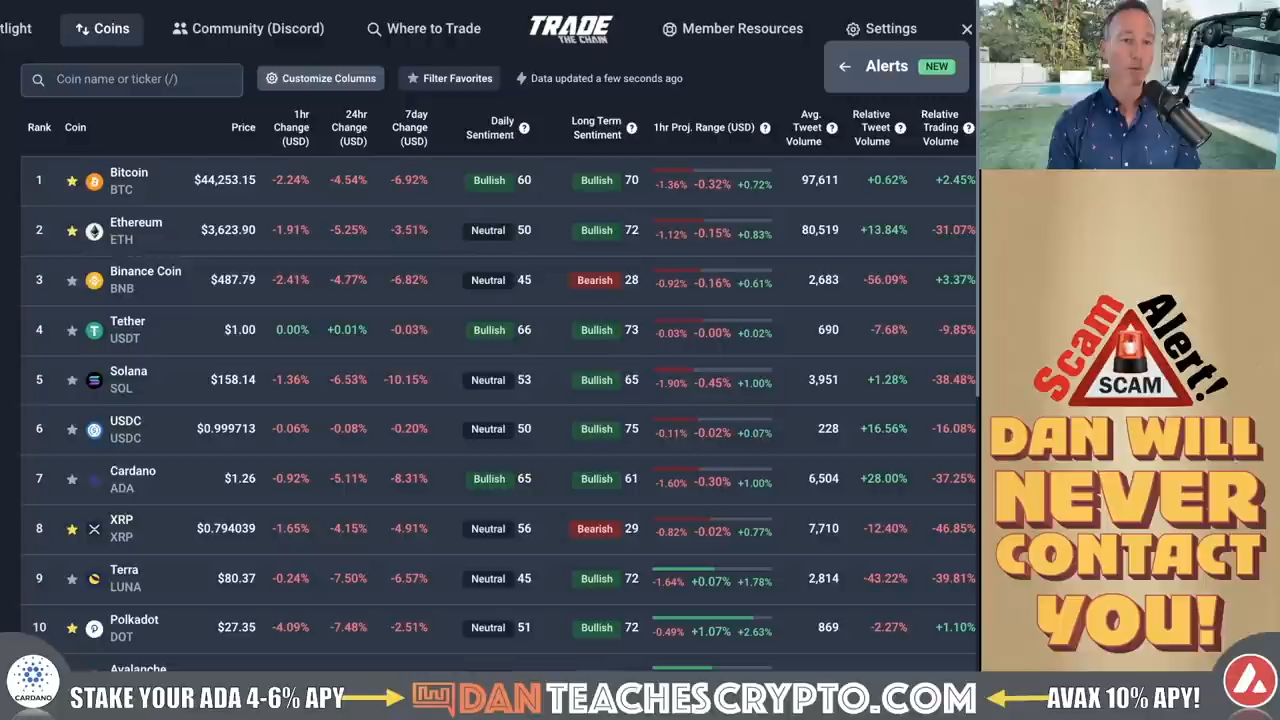 tlight
Coins
Community (Discord)
Where to Trade
TRADE
THE CHAIN
Member Resources
Settings
Coin name or ticker (/)
Customize Columns
Filter Favorites
Data updated a few seconds ago
Alerts NEW
Rank Coin Price 1hr Change (USD) 24hr Change (USD) 7day Change (USD) Daily Sentiment Long Term Sentiment 1hr Proj. Range (USD) Avg. Tweet Volume Relative Tweet Volume Relative Trading Volume
1 Bitcoin BTC $44,253.15 -2.24% -4.54% -6.92% Bullish 60 Bullish 70 -1.36% -0.32% +0.72% 97,611 +0.62% +2.45%
2 Ethereum ETH $3,623.90 -1.91% -5.25% -3.51% Neutral 50 Bullish 72 -1.12% -0.15% +0.83% 80,519 +13.84% -31.07%
3 Binance Coin BNB $487.79 -2.41% -4.77% -6.82% Neutral 45 Bearish 28 -0.92% -0.16% +0.61% 2,683 -56.09% +3.37%
4 Tether USDT $1.00 0.00% +0.01% -0.03% Bullish 66 Bullish 73 -0.03% -0.00% +0.02% 690 -7.68% -9.85%
5 Solana SOL $158.14 -1.36% -6.53% -10.15% Neutral 53 Bullish 65 -1.90% -0.45% +1.00% 3,951 +1.28% -38.48%
6 USDC USDC $0.999713 -0.06% -0.08% -0.20% Neutral 50 Bullish 75 -0.11% -0.02% +0.07% 228 +16.56% -16.08%
7 Cardano ADA $1.26 -0.92% -5.11% -8.31% Bullish 65 Bullish 61 -1.60% -0.30% +1.00% 6,504 +28.00% -37.25%
8 XRP XRP $0.794039 -1.65% -4.15% -4.91% Neutral 56 Bearish 29 -0.82% -0.02% +0.77% 7,710 -12.40% -46.85%
9 Terra LUNA $80.37 -0.24% -7.50% -6.57% Neutral 45 Bullish 72 -1.64% +0.07% +1.78% 2,814 -43.22% -39.81%
10 Polkadot DOT $27.35 -4.09% -7.48% -2.51% Neutral 51 Bullish 72 -0.49% +1.07% +2.63% 869 -2.27% +1.10%
Avalanche
Scam Alert!
SCAM
DAN WILL
NEVER
CONTACT
YOU!
CARDANO
STAKE YOUR ADA 4-6% APY
DANTEACHESCRYPTO.COM
AVAX 10% APY!